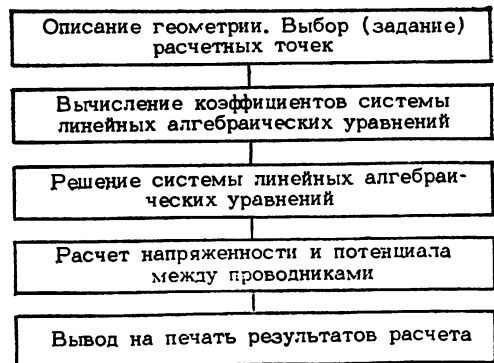 Описание геометрии. Выбор (задание)
расчетных точек
Вычисление коэффициентов системы
линейных алгебраических уравнений
Решение системы линейных алгебраи-
ческих уравнений
Расчет напряженности и потенциала
между проводниками
Вывод на печать результатов расчета